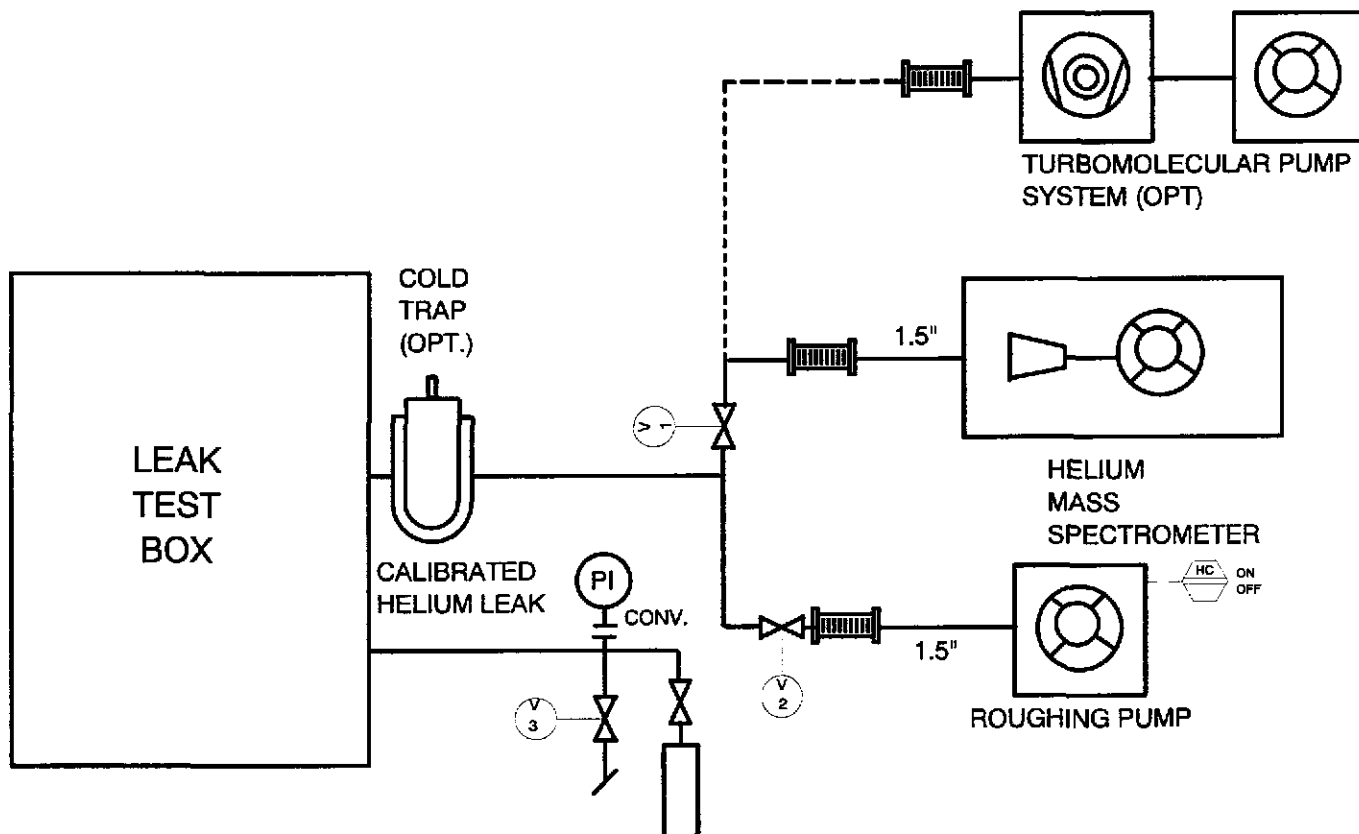 TURBOMOLECULAR PUMP
SYSTEM (OPT)
COLD
TRAP
(OPT.)
1.5"
V 1
LEAK
TEST
BOX
HELIUM
MASS
SPECTROMETER
CALIBRATED
HELIUM LEAK
PI
CONV.
HC
ON
OFF
1.5"
V
2
V
3
ROUGHING PUMP